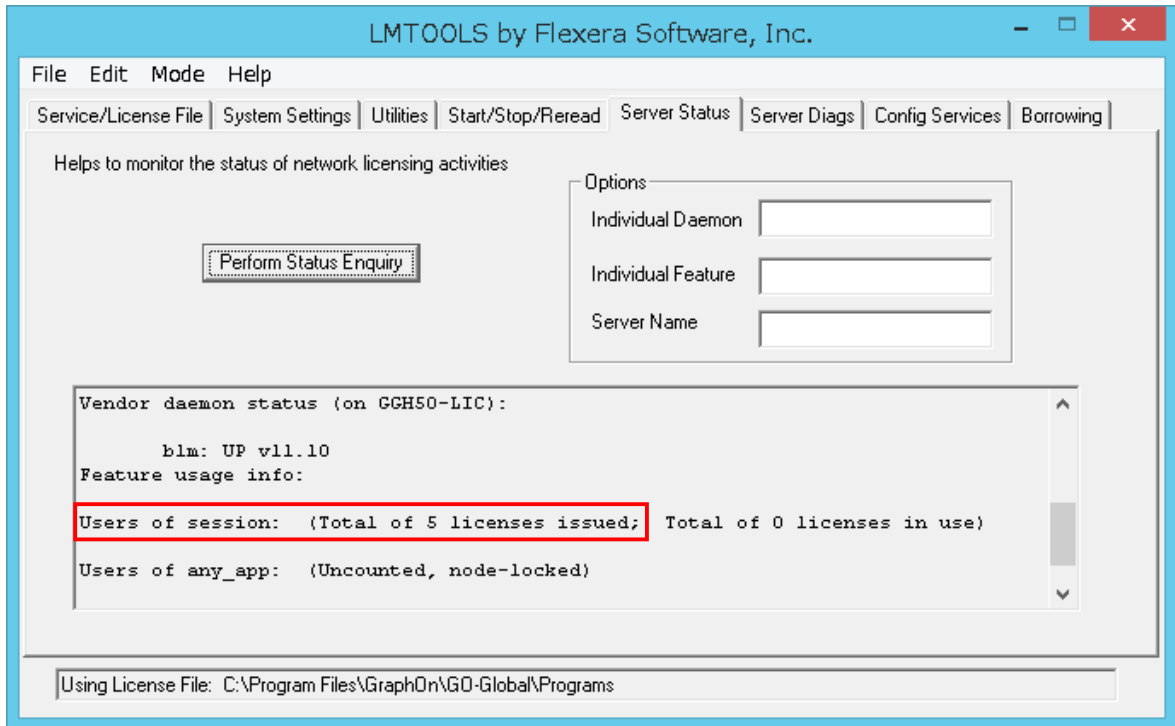 LMTOOLS by Flexera Software, Inc.
File Edit Mode Help
Service/License File System Settings Utilities Start/Stop/Reread Server Status Server Diags Config Services Borrowing
Helps to monitor the status of network licensing activities
Options
Individual Daemon
Perform Status Enquiry
Individual Feature
Server Name
Vendor daemon status (on GGH50-LIC):
blm: UP v11.10
Feature usage info:
Users of session: (Total of 5 licenses issued; Total of 0 licenses in use)
Users of any_app: (Uncounted, node-locked)
Using License File: C:\Program Files\GraphOn\GO-Global\Programs